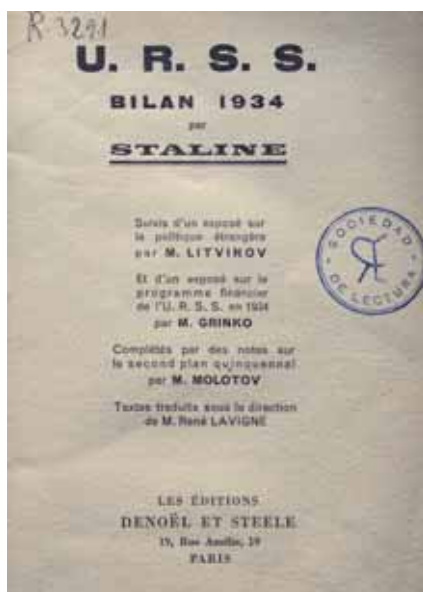 R. 3291
U. R. S. S.
BILAN 1934
par
STALINE
Suivis d'un exposé sur
la politique étrangère
par M. LITVINOV
Et d'un exposé sur le
programme financier
de l'U. R. S. S. en 1934
par M. GRINKO
Complétés par des notes sur
le second plan quinquennal
par M. MOLOTOV
Textes traduits sous la direction
de M. René LAVIGNE
SOCIEDAD
DE LECTURA
LES ÉDITIONS
DENOËL ET STEELE
19, Rue Amélie, 19
PARIS